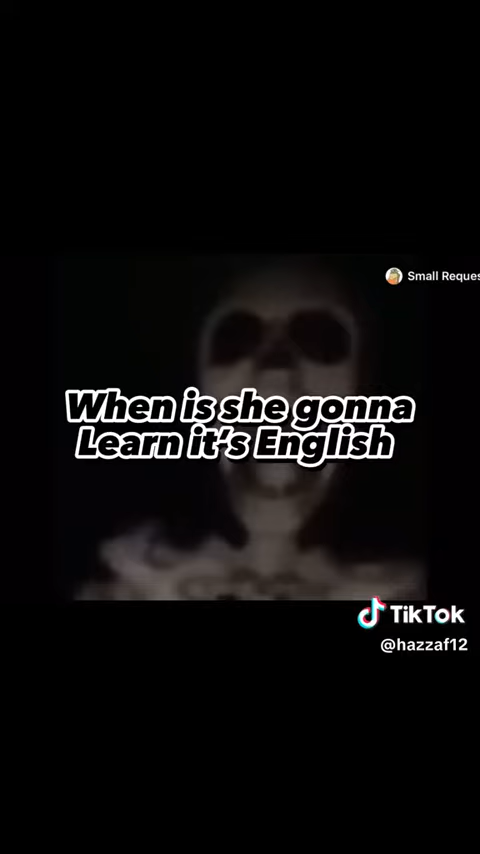 Small Reques
When is she gonna
Learn it's English
TikTok
@hazzaf12